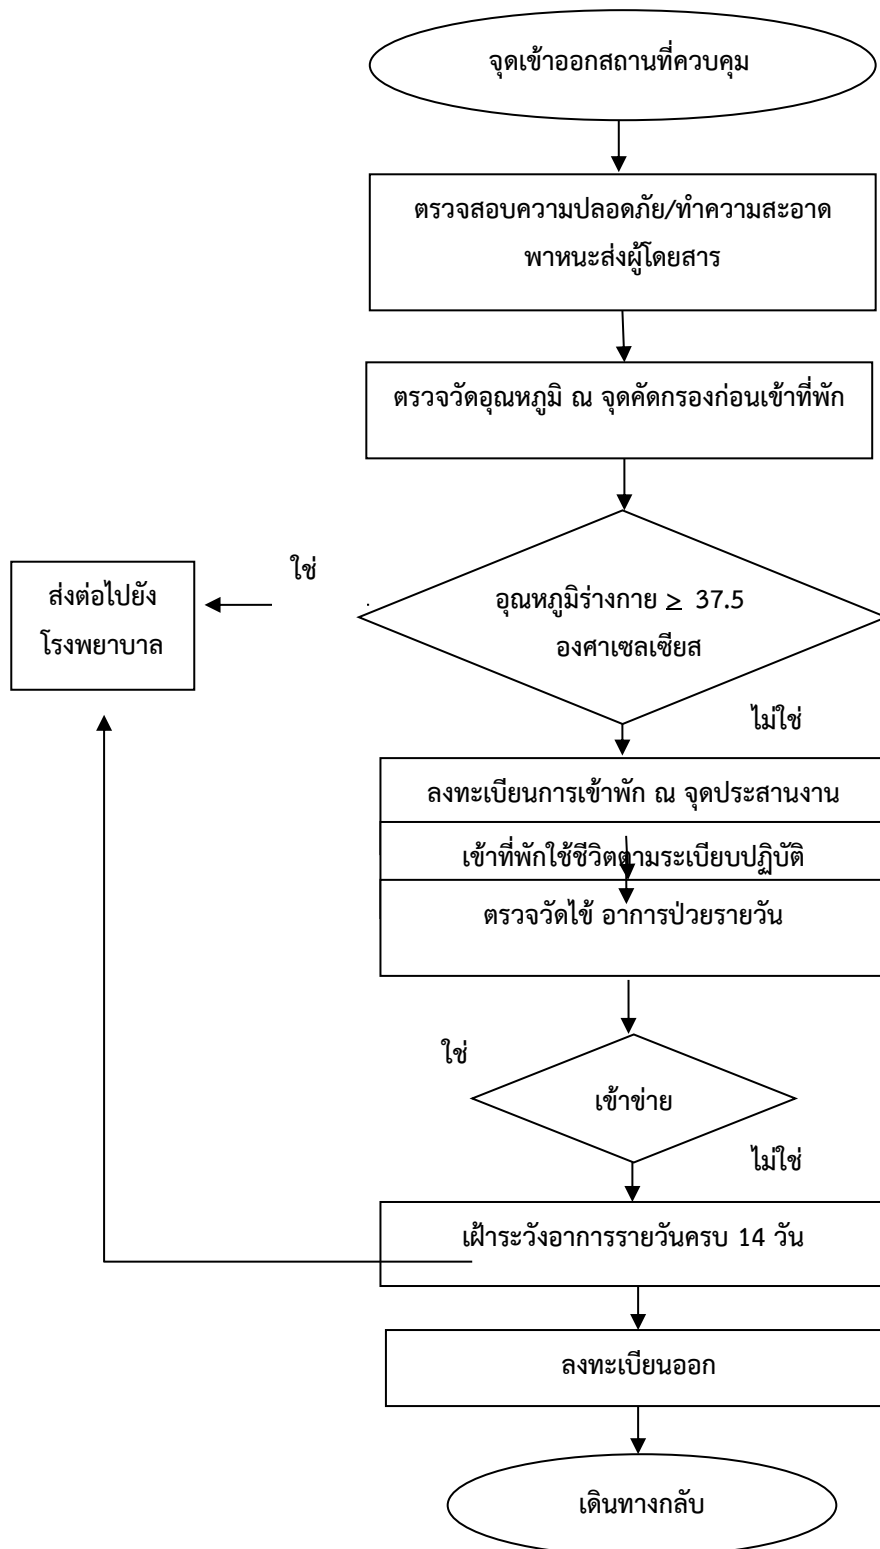 จุดเข้าออกสถานที่ควบคุม
ตรวจสอบความปลอดภัย/ทำความสะอาด
พาหนะส่งผู้โดยสาร
ตรวจวัดอุณหภูมิ ณ จุดคัดกรองก่อนเข้าที่พัก
ใช่
ส่งต่อไปยัง
โรงพยาบาล
อุณหภูมิร่างกาย ≥ 37.5
องศาเซลเซียส
ไม่ใช่
ลงทะเบียนการเข้าพัก ณ จุดประสานงาน
เข้าที่พักใช้ชีวิตตามระเบียบปฏิบัติ
ตรวจวัดไข้ อาการป่วยรายวัน
ใช่
เข้าข่าย
ไม่ใช่
เฝ้าระวังอาการรายวันครบ 14 วัน
ลงทะเบียนออก
เดินทางกลับ